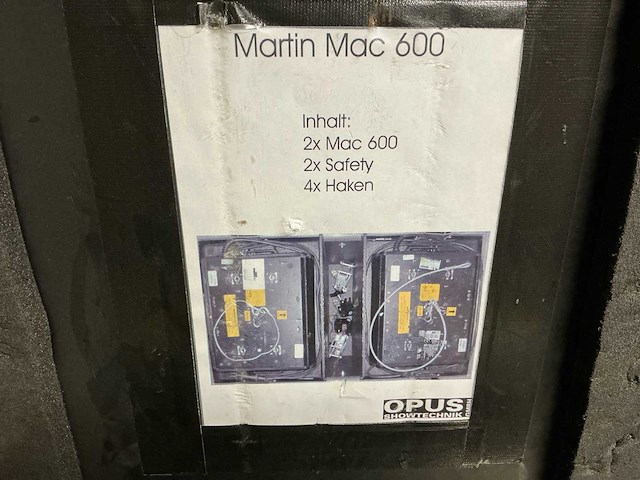 Martin Mac 600
Inhalt:
2x Mac 600
2x Safety
4x Haken
OPUS
SHOWTECHNIK